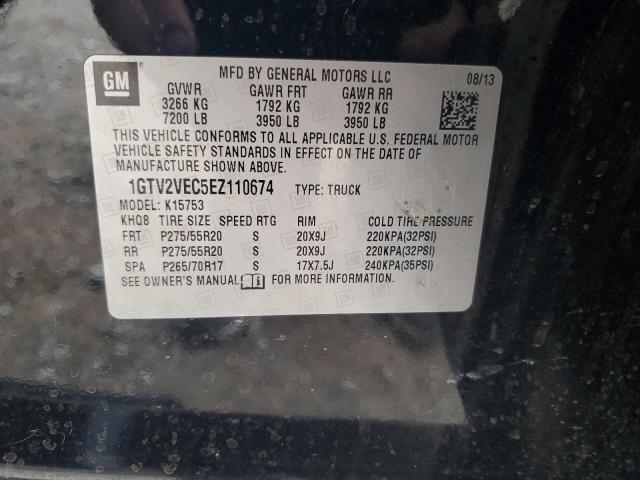 GM
MFD BY GENERAL MOTORS LLC 08/13
GVWR GAWR FRT GAWR RR
3266 KG 1792 KG 1792 KG
7200 LB 3950 LB 3950 LB
THIS VEHICLE CONFORMS TO ALL APPLICABLE U.S. FEDERAL MOTOR
VEHICLE SAFETY STANDARDS IN EFFECT ON THE DATE OF
MANUFACTURE SHOWN ABOVE.
1GTV2VEC5EZ110674 TYPE: TRUCK
MODEL: K15753
KHQ8 TIRE SIZE SPEED RTG RIM COLD TIRE PRESSURE
FRT P275/55R20 S 20X9J 220KPA(32PSI)
RR P275/55R20 S 20X9J 220KPA(32PSI)
SPA P265/70R17 S 17X7.5J 240KPA(35PSI)
SEE OWNER'S MANUAL FOR MORE INFORMATION.